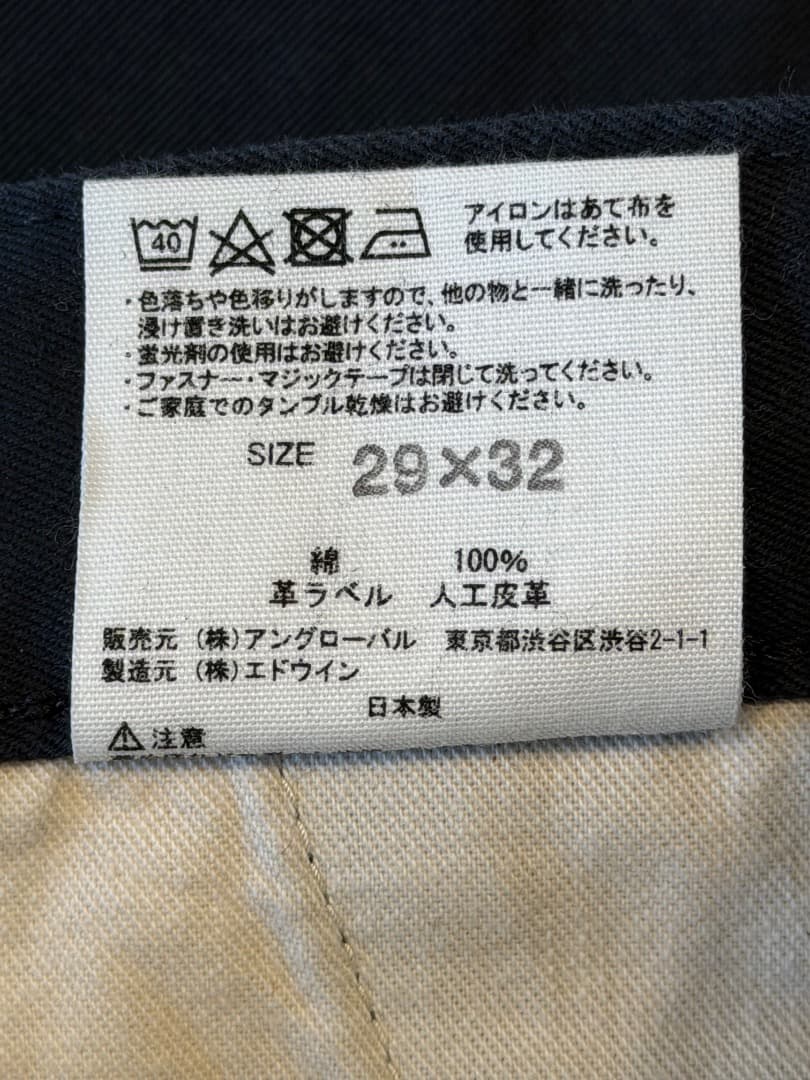 40
アイロンはあて布を
使用してください。
・色落ちや色移りがしますので、他の物と一緒に洗ったり、
浸け置き洗いはお避けください。
・蛍光剤の使用はお避けください。
・ファスナー・マジックテープは閉じて洗ってください。
・ご家庭でのタンブル乾燥はお避けください。
SIZE 29×32
綿 100%
革ラベル 人工皮革
販売元 (株)アングローバル 東京都渋谷区渋谷2-1-1
製造元 (株)エドウイン
日本製
⚠ 注意